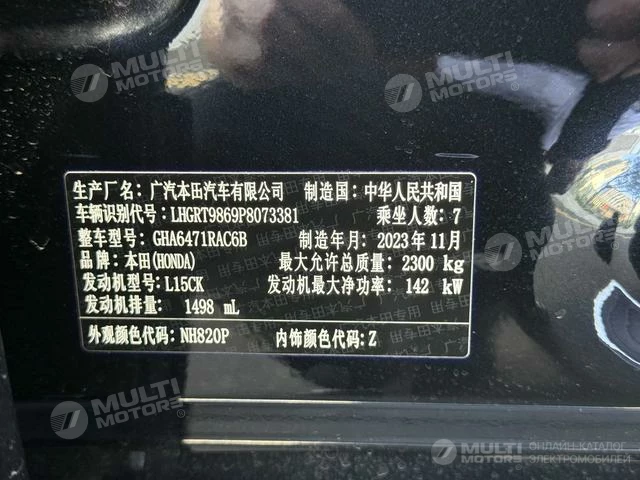 MULTI MOTORS
MULTI MOTORS
MULTI MOTORS
生产厂名：广汽本田汽车有限公司 制造国：中华人民共和国
车辆识别代号：LHGRT9869P8073381 乘坐人数：7
整车型号：GHA6471RAC6B 制造年月：2023年11月
品牌：本田(HONDA) 最大允许总质量：2300 kg
发动机型号：L15CK 发动机最大净功率：142 kW
发动机排量：1498 mL
外观颜色代码：NH820P 内饰颜色代码：Z
MULTI MOTORS
MULTI MOTORS
ОНЛАЙН-КАТАЛОГ
ЭЛЕКТРОМОБИЛЕЙ